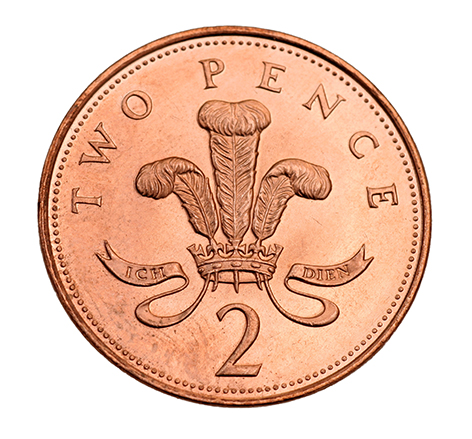 TWO PENCE
ICH DIEN
2